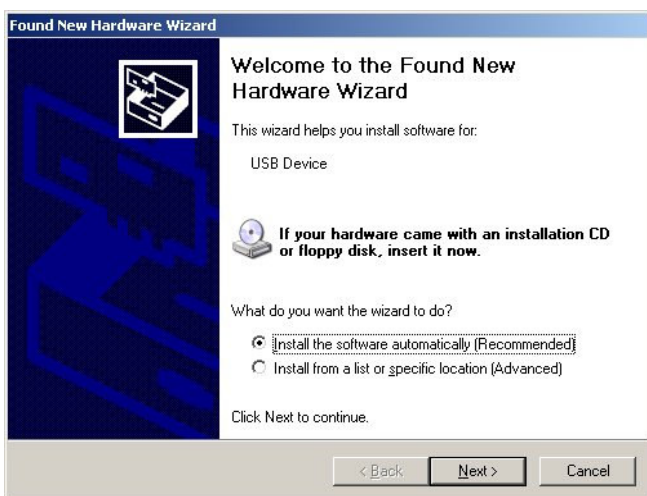 Found New Hardware Wizard
Welcome to the Found New
Hardware Wizard
This wizard helps you install software for:
USB Device
If your hardware came with an installation CD
or floppy disk, insert it now.
What do you want the wizard to do?
Install the software automatically (Recommended)
Install from a list or specific location (Advanced)
Click Next to continue.
< Back Next > Cancel